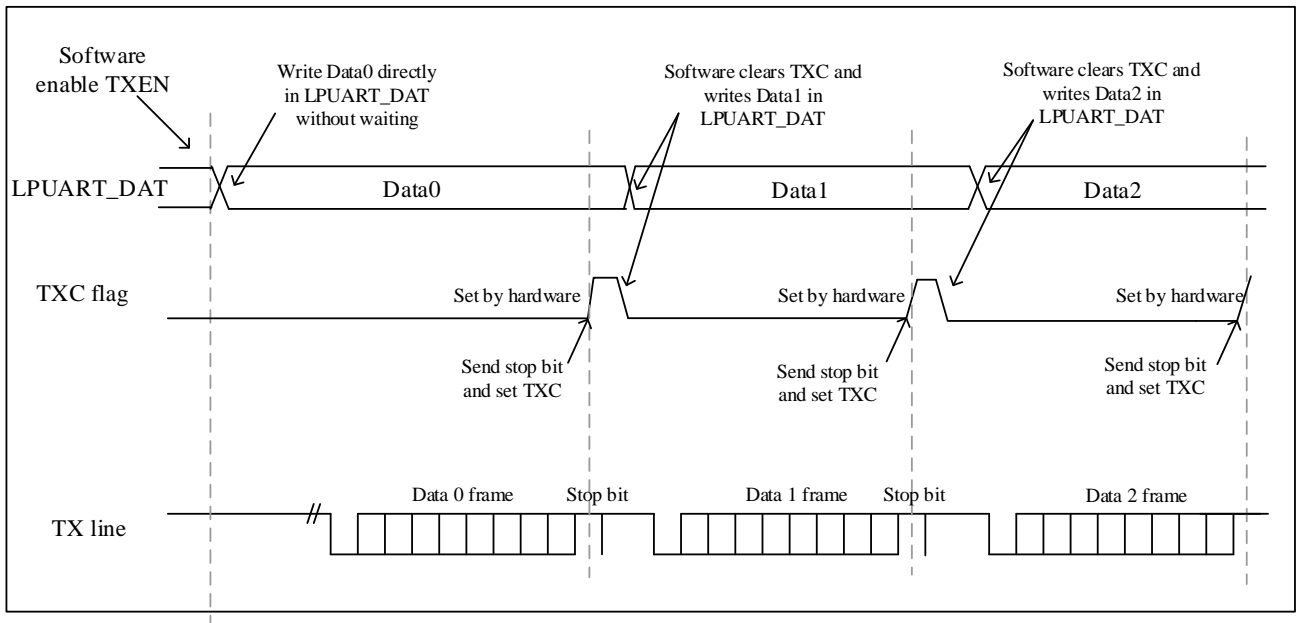 Software
enable TXEN
Write Data0 directly
in LPUART_DAT
without waiting
Software clears TXC and
writes Data1 in
LPUART_DAT
Software clears TXC and
writes Data2 in
LPUART_DAT
LPUART_DAT
Data0
Data1
Data2
TXC flag
Set by hardware
Set by hardware
Set by hardware
Send stop bit
and set TXC
Send stop bit
and set TXC
Send stop bit
and set TXC
Data 0 frame
Stop bit
Data 1 frame
Stop bit
Data 2 frame
TX line